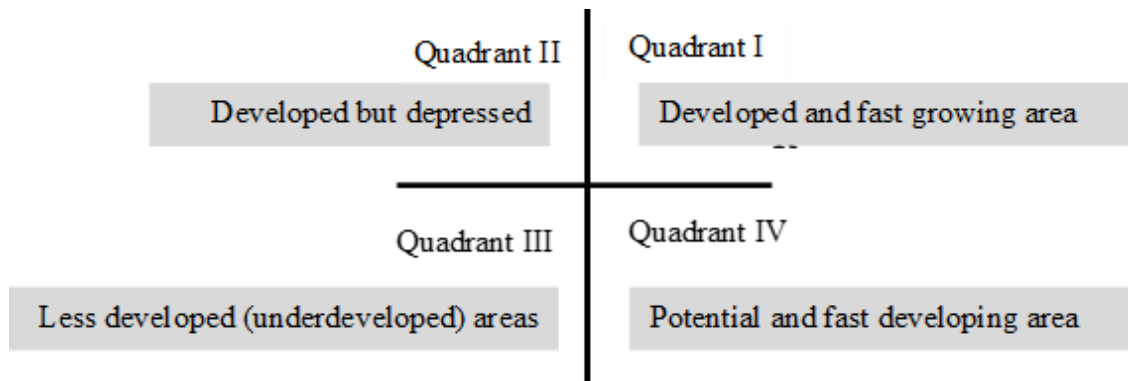 Quadrant II
Quadrant I
Developed but depressed
Developed and fast growing area
Quadrant III
Quadrant IV
Less developed (underdeveloped) areas
Potential and fast developing area